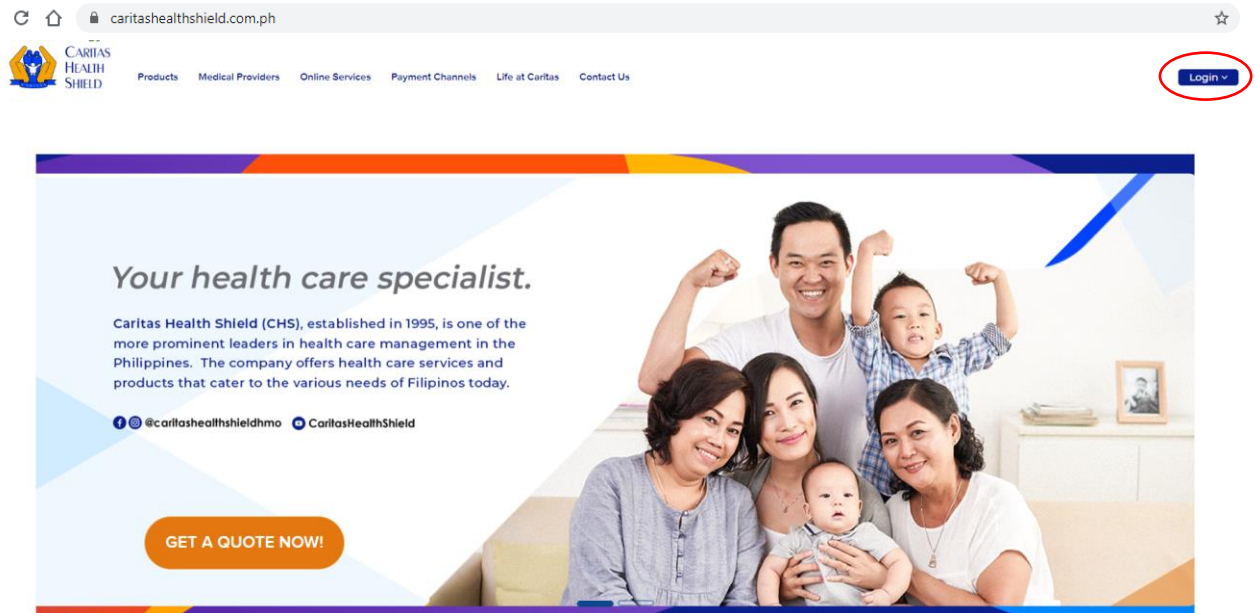 caritashealthshield.com.ph
CARITAS
HEALTH
SHIELD
Products Medical Providers Online Services Payment Channels Life at Caritas Contact Us
Login
Your health care specialist.
Caritas Health Shield (CHS), established in 1995, is one of the
more prominent leaders in health care management in the
Philippines. The company offers health care services and
products that cater to the various needs of Filipinos today.
@caritashealthshieldhmo CaritasHealthShield
GET A QUOTE NOW!